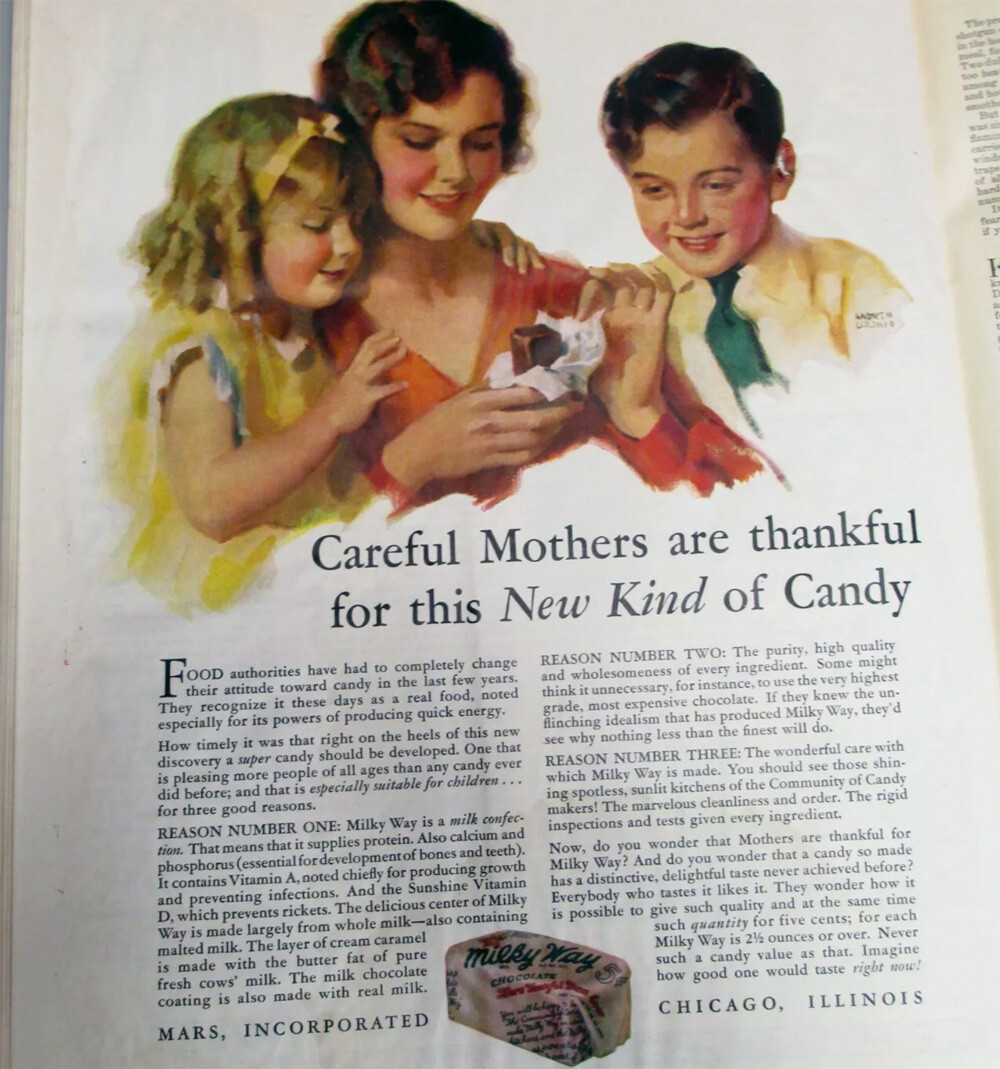 Careful Mothers are thankful
for this New Kind of Candy
FOOD authorities have had to completely change
their attitude toward candy in the last few years.
They recognize it these days as a real food, noted
especially for its powers of producing quick energy.
How timely it was that right on the heels of this new
discovery a super candy should be developed. One that
is pleasing more people of all ages than any candy ever
did before; and that is especially suitable for children . . .
for three good reasons.
REASON NUMBER ONE: Milky Way is a milk confec-
tion. That means that it supplies protein. Also calcium and
phosphorus (essential for development of bones and teeth).
It contains Vitamin A, noted chiefly for producing growth
and preventing infections. And the Sunshine Vitamin
D, which prevents rickets. The delicious center of Milky
Way is made largely from whole milk—also containing
malted milk. The layer of cream caramel
is made with the butter fat of pure
fresh cows' milk. The milk chocolate
coating is also made with real milk.
MARS, INCORPORATED
REASON NUMBER TWO: The purity, high quality
and wholesomeness of every ingredient. Some might
think it unnecessary, for instance, to use the very highest
grade, most expensive chocolate. If they knew the un-
flinching idealism that has produced Milky Way, they'd
see why nothing less than the finest will do.
REASON NUMBER THREE: The wonderful care with
which Milky Way is made. You should see those shin-
ing spotless, sunlit kitchens of the Community of Candy
makers! The marvelous cleanliness and order. The rigid
inspections and tests given every ingredient.
Now, do you wonder that Mothers are thankful for
Milky Way? And do you wonder that a candy so made
has a distinctive, delightful taste never achieved before?
Everybody who tastes it likes it. They wonder how it
is possible to give such quality and at the same time
such quantity for five cents; for each
Milky Way is 2½ ounces or over. Never
such a candy value as that. Imagine
how good one would taste right now!
CHICAGO, ILLINOIS
Milky Way
CHOCOLATE
5¢